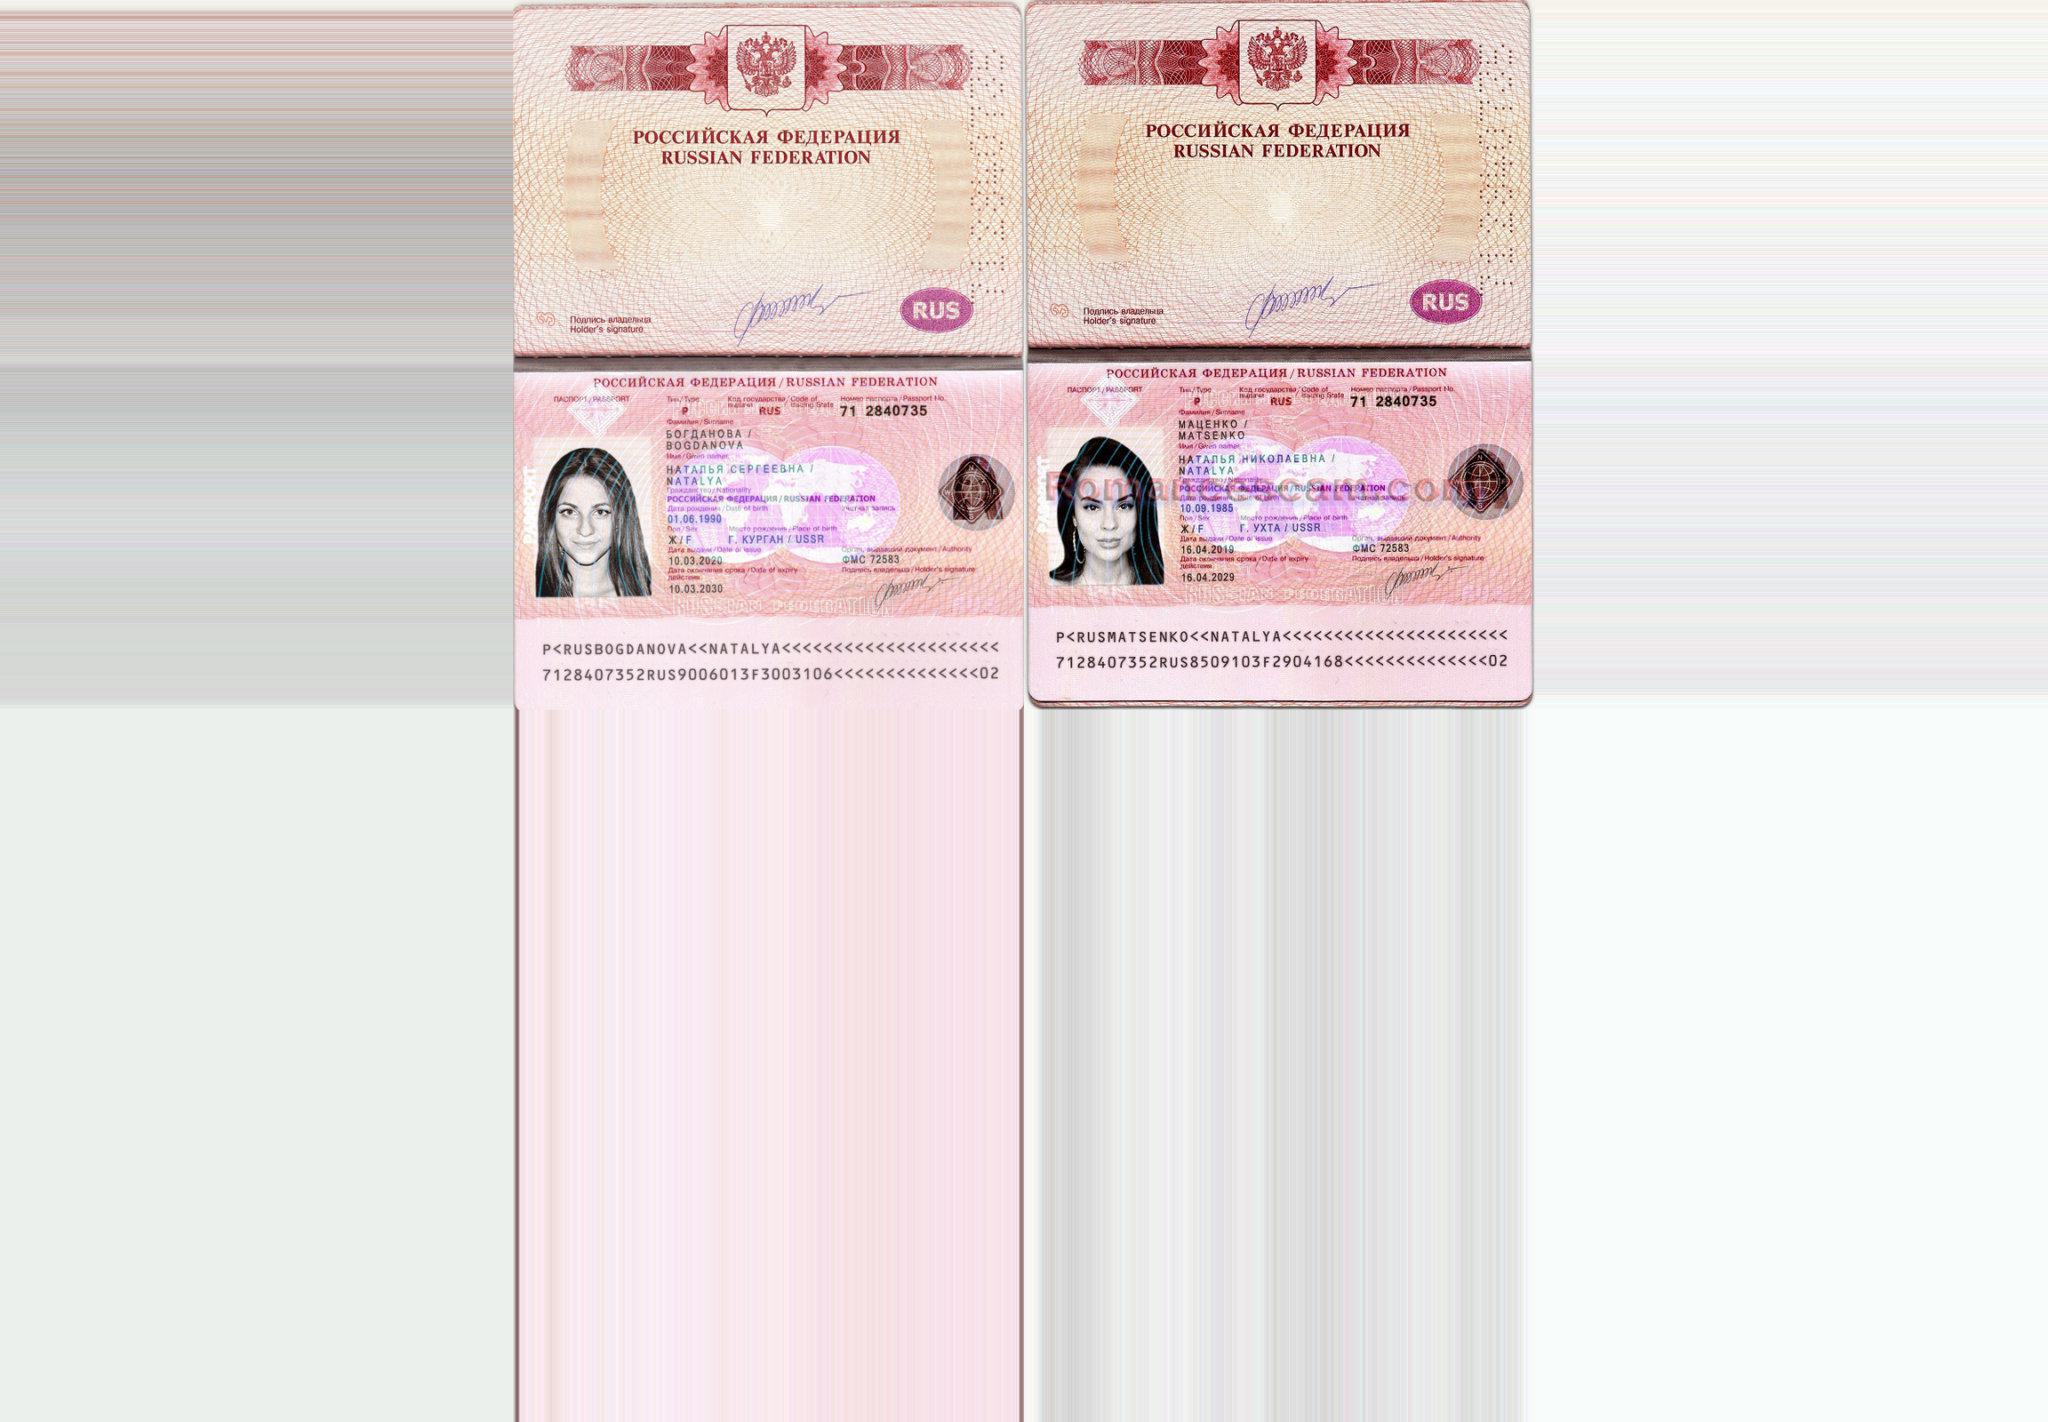 РОССИЙСКАЯ ФЕДЕРАЦИЯ
RUSSIAN FEDERATION
Подпись владельца
Holder's signature
RUS
РОССИЙСКАЯ ФЕДЕРАЦИЯ / RUSSIAN FEDERATION
ПАСПОРТ / PASSPORT
Тип / Type
Код государства / Code of
выдачи / issuing State
Номер паспорта / Passport No.
P
RUS
71 2840735
Фамилия / Surname
БОГДАНОВА /
BOGDANOVA
Имя / Given names
НАТАЛЬЯ СЕРГЕЕВНА /
NATALYA
Гражданство / Nationality
РОССИЙСКАЯ ФЕДЕРАЦИЯ / RUSSIAN FEDERATION
Дата рождения / Date of birth
Учетная запись
01.06.1990
Пол / Sex
Место рождения / Place of birth
Ж / F
Г. КУРГАН / USSR
Дата выдачи / Date of issue
Орган, выдавший документ / Authority
10.03.2020
ФМС 72583
Дата окончания срока / Date of expiry
действия
Подпись владельца / Holder's signature
10.03.2030
RUSSIAN FEDERATION
P<RUSBOGDANOVA<<NATALYA<<<<<<<<<<<<<<<<<<<<<
7128407352RUS9006013F3003106<<<<<<<<<<<<<<02
РОССИЙСКАЯ ФЕДЕРАЦИЯ
RUSSIAN FEDERATION
Подпись владельца
Holder's signature
RUS
РОССИЙСКАЯ ФЕДЕРАЦИЯ / RUSSIAN FEDERATION
ПАСПОРТ / PASSPORT
Тип / Type
Код государства / Code of
выдачи / issuing State
Номер паспорта / Passport No.
P
RUS
71 2840735
Фамилия / Surname
МАЦЕНКО /
MATSENKO
Имя / Given names
НАТАЛЬЯ НИКОЛАЕВНА /
NATALYA
Romancescam.com
РОССИЙСКАЯ ФЕДЕРАЦИЯ / RUSSIAN FEDERATION
Дата рождения / Date of birth
Учетная запись
10.09.1985
Пол / Sex
Место рождения / Place of birth
Ж / F
Г. УХТА / USSR
Дата выдачи / Date of issue
Орган, выдавший документ / Authority
16.04.2019
ФМС 72583
Дата окончания срока / Date of expiry
действия
Подпись владельца / Holder's signature
16.04.2029
RUSSIAN FEDERATION
P<RUSMATSENKO<<NATALYA<<<<<<<<<<<<<<<<<<<<<<
7128407352RUS8509103F2904168<<<<<<<<<<<<<<02